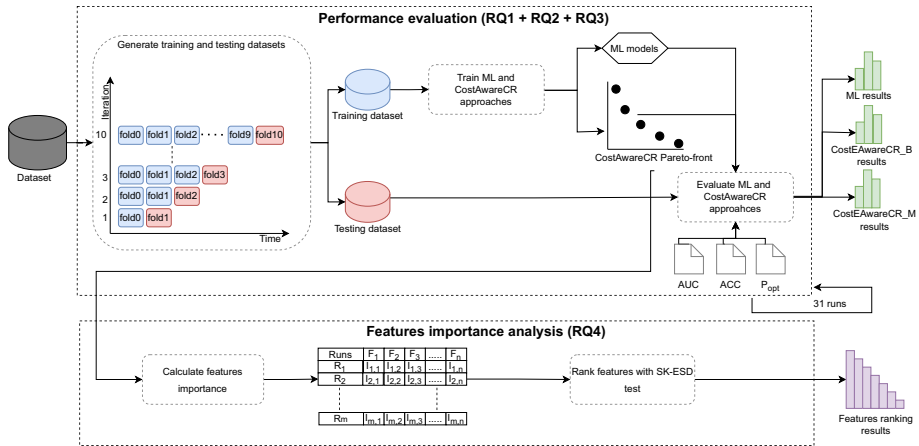 Performance evaluation (RQ1 + RQ2 + RQ3)
Generate training and testing datasets
Iteration
10
fold0 fold1 fold2 fold9 fold10
3
fold0 fold1 fold2 fold3
2
fold0 fold1 fold2
1
fold0 fold1
Time
Dataset
Training dataset
Testing dataset
Train ML and
CostAwareCR
approaches
ML models
CostAwareCR Pareto-front
Evaluate ML and
CostAwareCR
approahces
AUC
ACC
Popt
ML results
CostEAwareCR_B
results
CostEAwareCR_M
results
31 runs
Features importance analysis (RQ4)
Calculate features
importance
Runs F1 F2 F3 ..... Fn
R1 I1,1 I1,2 I1,3 ..... I1,n
R2 I2,1 I2,2 I2,3 ..... I2,n
Rm Im,1 Im,2 Im,3 ..... Im,n
Rank features with SK-ESD
test
Features ranking
results